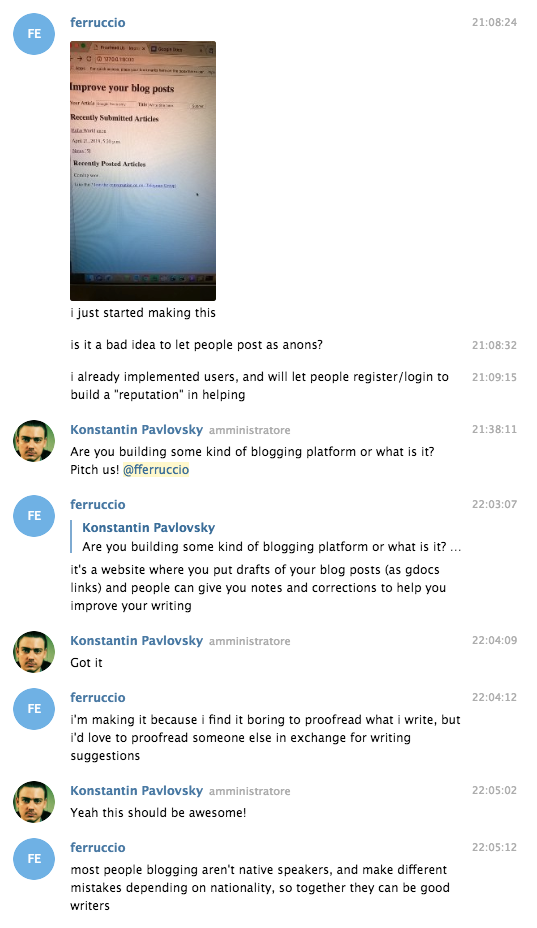 FE
ferruccio
21:08:24
Improve your blog posts
Your Article
Title
Recently Submitted Articles
Recently Posted Articles
i just started making this
is it a bad idea to let people post as anons?
21:08:32
i already implemented users, and will let people register/login to
21:09:15
build a "reputation" in helping
Konstantin Pavlovsky amministratore
21:38:11
Are you building some kind of blogging platform or what is it?
Pitch us! @fferruccio
FE
ferruccio
22:03:07
Konstantin Pavlovsky
Are you building some kind of blogging platform or what is it? ...
it's a website where you put drafts of your blog posts (as gdocs
links) and people can give you notes and corrections to help you
improve your writing
Konstantin Pavlovsky amministratore
22:04:09
Got it
FE
ferruccio
22:04:12
i'm making it because i find it boring to proofread what i write, but
i'd love to proofread someone else in exchange for writing
suggestions
Konstantin Pavlovsky amministratore
22:05:02
Yeah this should be awesome!
FE
ferruccio
22:05:12
most people blogging aren't native speakers, and make different
mistakes depending on nationality, so together they can be good
writers